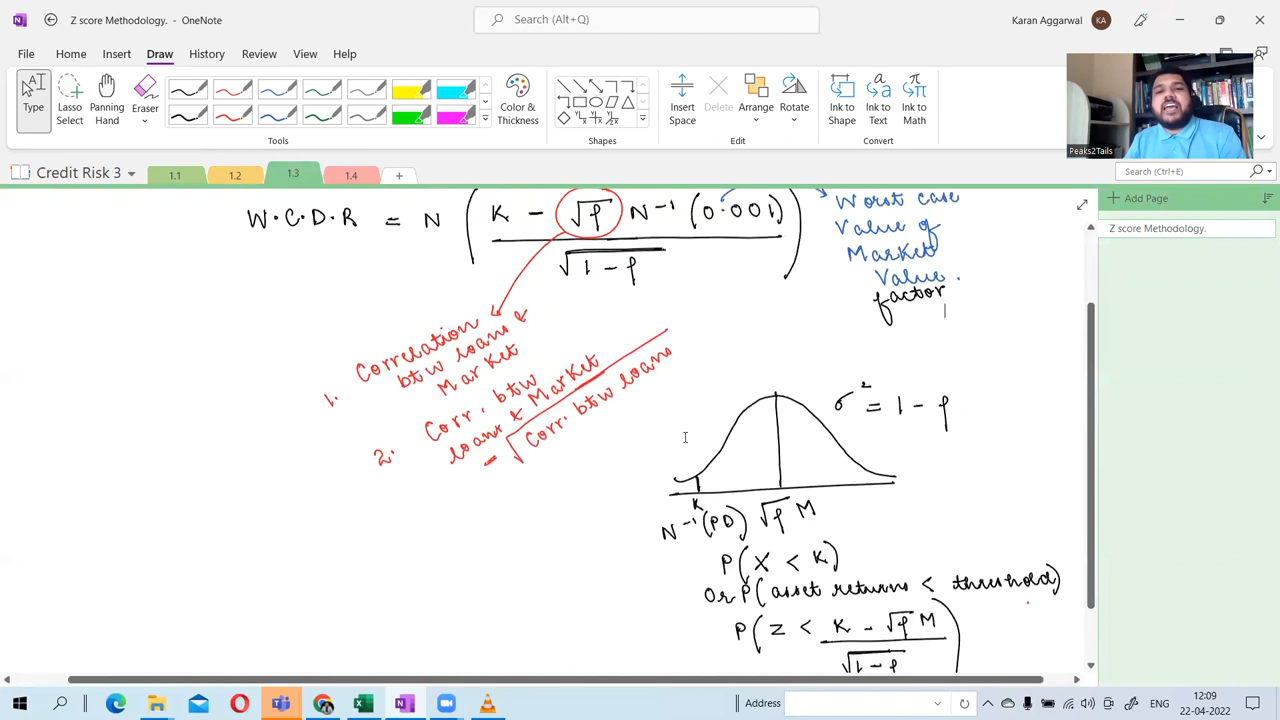 Z score Methodology. - OneNote
Search (Alt+Q)
Karan Aggarwal
KA
File Home Insert Draw History Review View Help
Type
Lasso Select
Panning Hand
Eraser
Color & Thickness
Insert Space
Delete
Arrange
Rotate
Ink to Shape
Ink to Text
Ink to Math
Tools
Shapes
Edit
Convert
Peaks2Tails
Credit Risk 3
1.1
1.2
1.3
1.4
Search (Ctrl+E)
Add Page
Z score Methodology.
W.C.D.R = N ( K - √ρ N⁻¹ (0.001) / √1-ρ )
Worst case
Value of
Market
Value.
factor
1. Correlation
btw loans &
Market
2. Corr. btw
loans & Market
= √Corr. btw loans
σ² = 1 - ρ
K
N⁻¹(PD) √ρ M
P(X < K)
Or P(asset returns < threshold)
P(Z < K - √ρ M / √1-ρ )
Address
ENG
12:09
22-04-2022